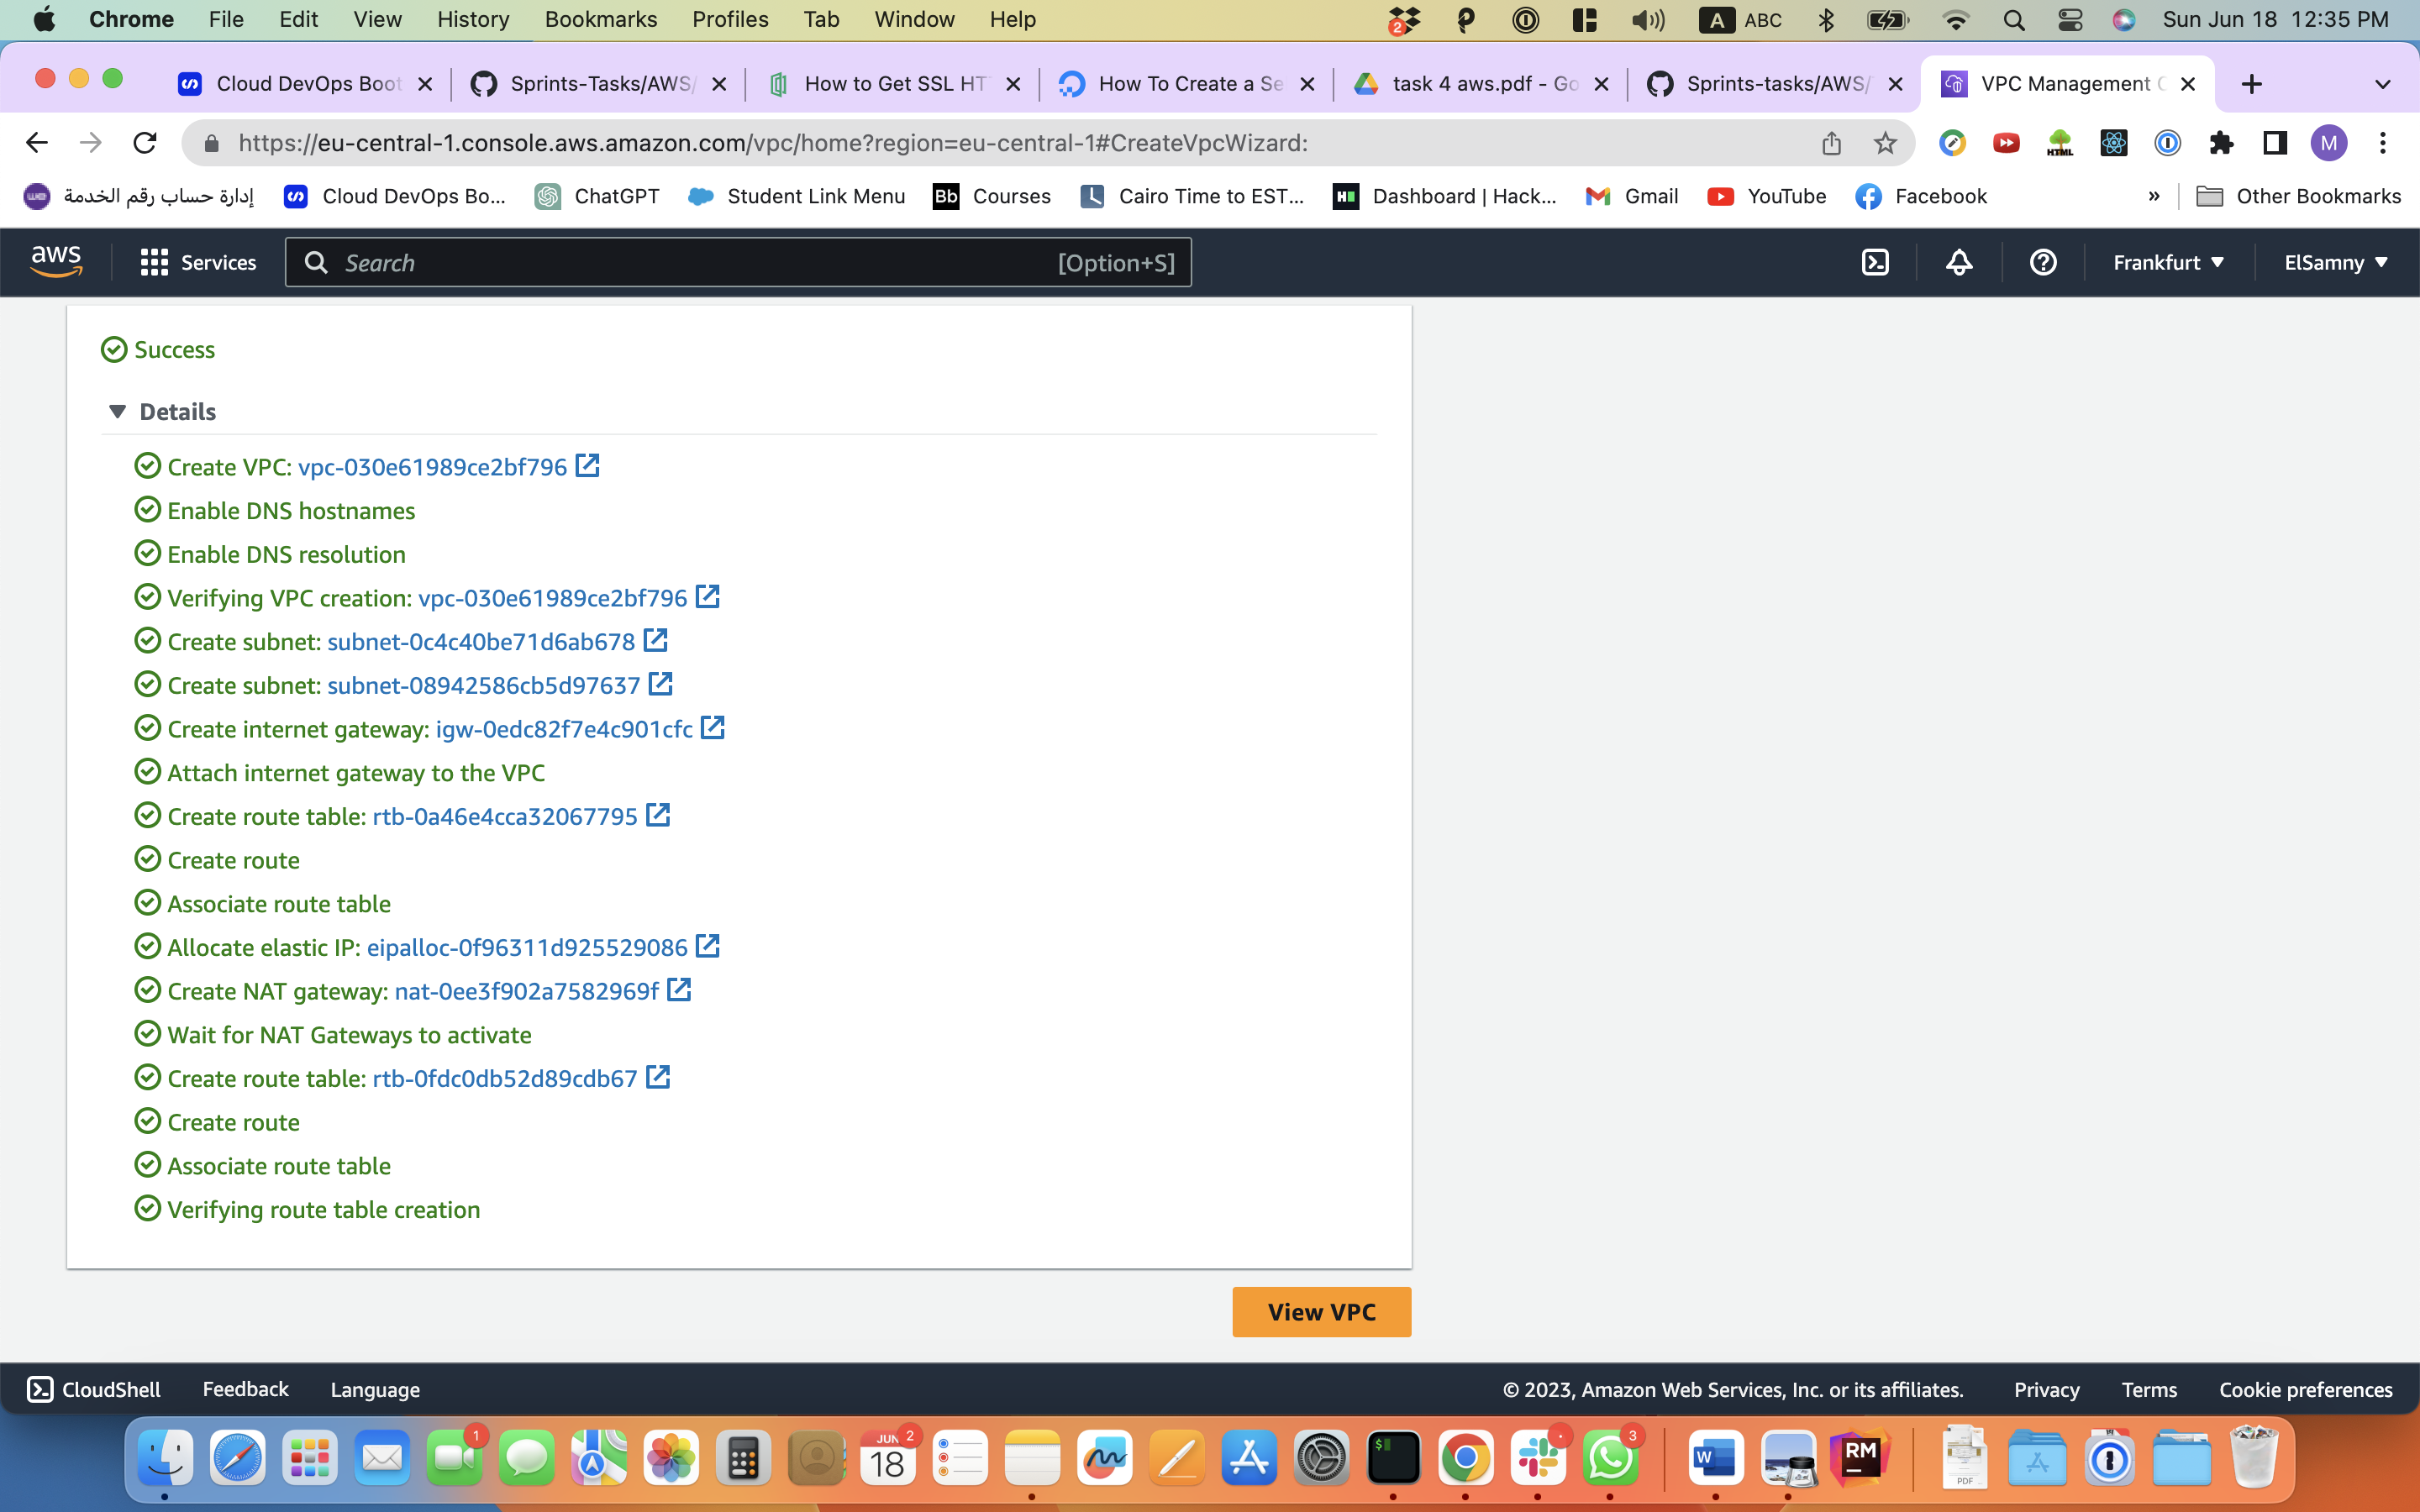 Chrome File Edit View History Bookmarks Profiles Tab Window Help 2 A ABC Sun Jun 18 12:35 PM
Cloud DevOps Boot Sprints-Tasks/AWS/ How to Get SSL HT How To Create a Se task 4 aws.pdf - Go Sprints-tasks/AWS/ VPC Management C
https://eu-central-1.console.aws.amazon.com/vpc/home?region=eu-central-1#CreateVpcWizard: HTML M
إدارة حساب رقم الخدمة Cloud DevOps Bo... ChatGPT Bb Student Link Menu Courses Cairo Time to EST... Dashboard | Hack... Gmail YouTube Facebook » Other Bookmarks
aws Services Search [Option+S] Frankfurt ElSamny
Success
Details
Create VPC: vpc-030e61989ce2bf796
Enable DNS hostnames
Enable DNS resolution
Verifying VPC creation: vpc-030e61989ce2bf796
Create subnet: subnet-0c4c40be71d6ab678
Create subnet: subnet-08942586cb5d97637
Create internet gateway: igw-0edc82f7e4c901cfc
Attach internet gateway to the VPC
Create route table: rtb-0a46e4cca32067795
Create route
Associate route table
Allocate elastic IP: eipalloc-0f96311d925529086
Create NAT gateway: nat-0ee3f902a7582969f
Wait for NAT Gateways to activate
Create route table: rtb-0fdc0db52d89cdb67
Create route
Associate route table
Verifying route table creation
View VPC
CloudShell Feedback Language © 2023, Amazon Web Services, Inc. or its affiliates. Privacy Terms Cookie preferences
1 JUN 2 18 $ 3 W RM PDF